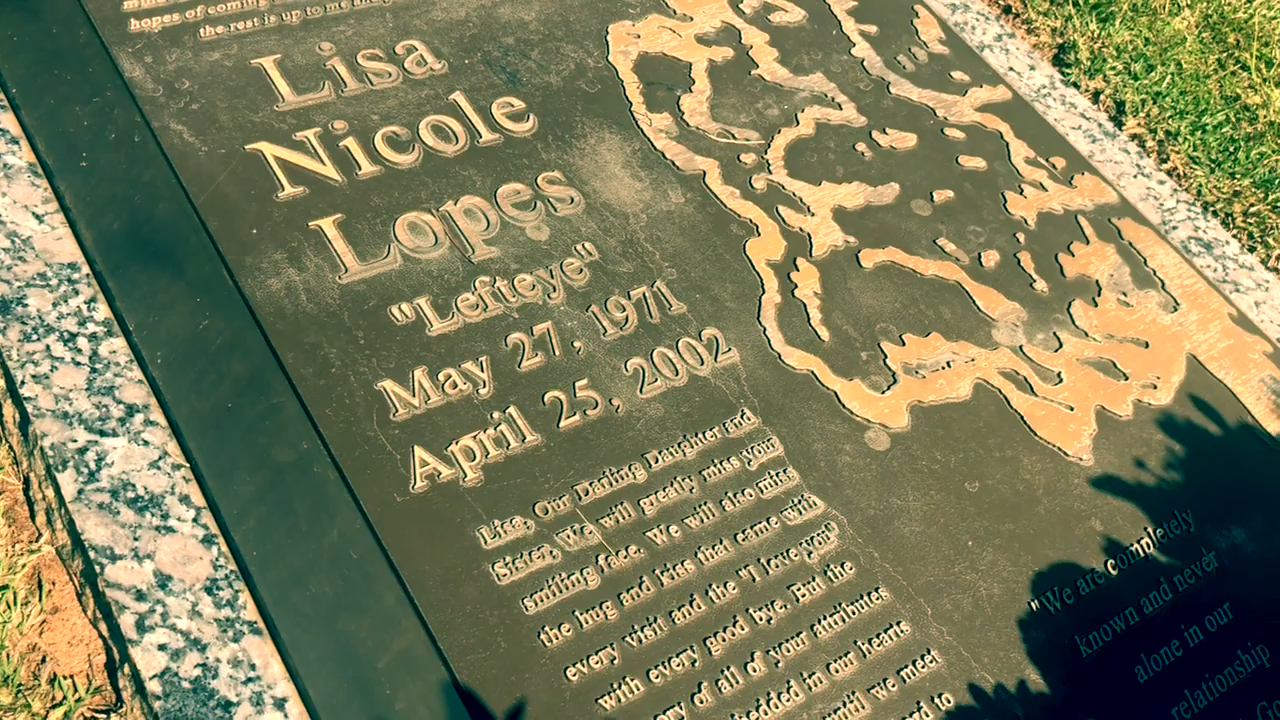 hopes of coming
the rest is up to me
Lisa
Nicole
Lopes
"Lefteye"
May 27, 1971
April 25, 2002
Lisa, Our Darling Daughter and
Sister, We will greatly miss your
smiling face. We will also miss
the hug and kiss that came with
every visit and the "I love you"
with every good bye. But the
ory of all of your attributes
bedded in our hearts
until we meet
rd to
"We are completely
known and never
alone in our
relationship